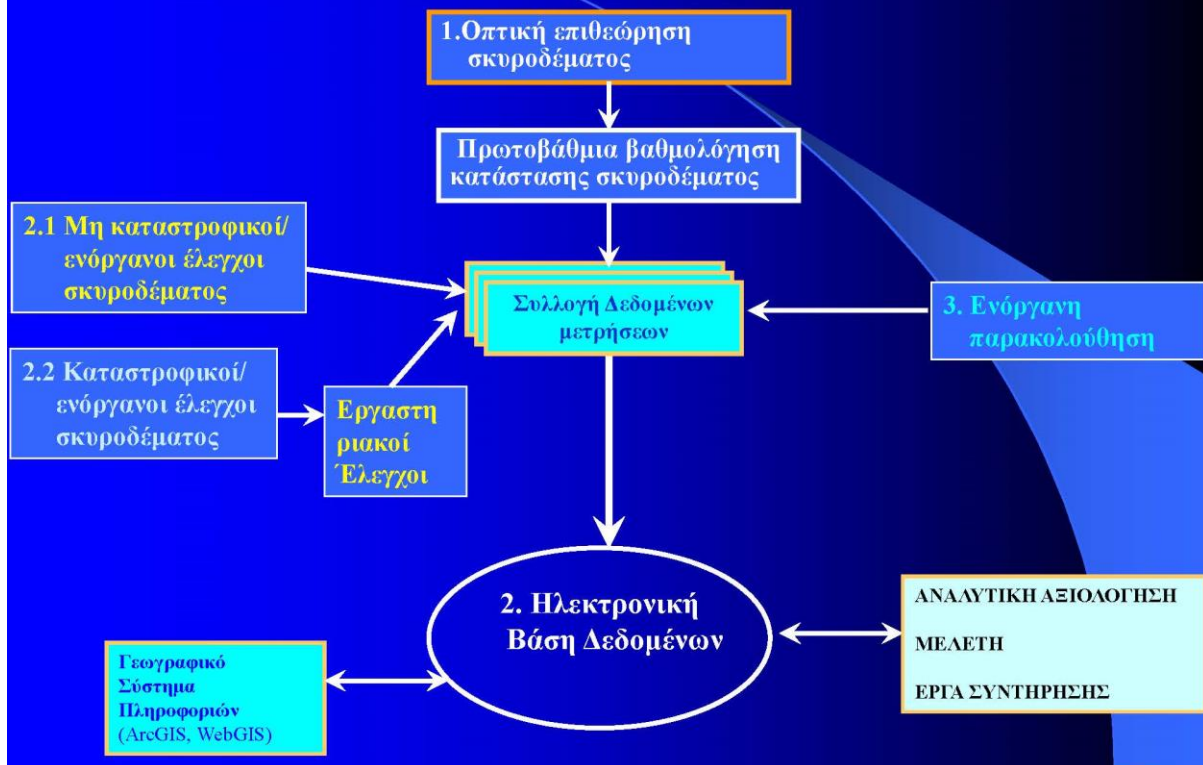 1.Οπτική επιθεώρηση
σκυροδέματος
Πρωτοβάθμια βαθμολόγηση
κατάστασης σκυροδέματος
2.1 Μη καταστροφικοί/
ενόργανοι έλεγχοι
σκυροδέματος
Συλλογή Δεδομένων
μετρήσεων
3. Ενόργανη
παρακολούθηση
2.2 Καταστροφικοί/
ενόργανοι έλεγχοι
σκυροδέματος
Εργαστη
ριακοί
Έλεγχοι
2. Ηλεκτρονική
Βάση Δεδομένων
ΑΝΑΛΥΤΙΚΗ ΑΞΙΟΛΟΓΗΣΗ
ΜΕΛΕΤΗ
ΕΡΓΑ ΣΥΝΤΗΡΗΣΗΣ
Γεωγραφικό
Σύστημα
Πληροφοριών
(ArcGIS, WebGIS)